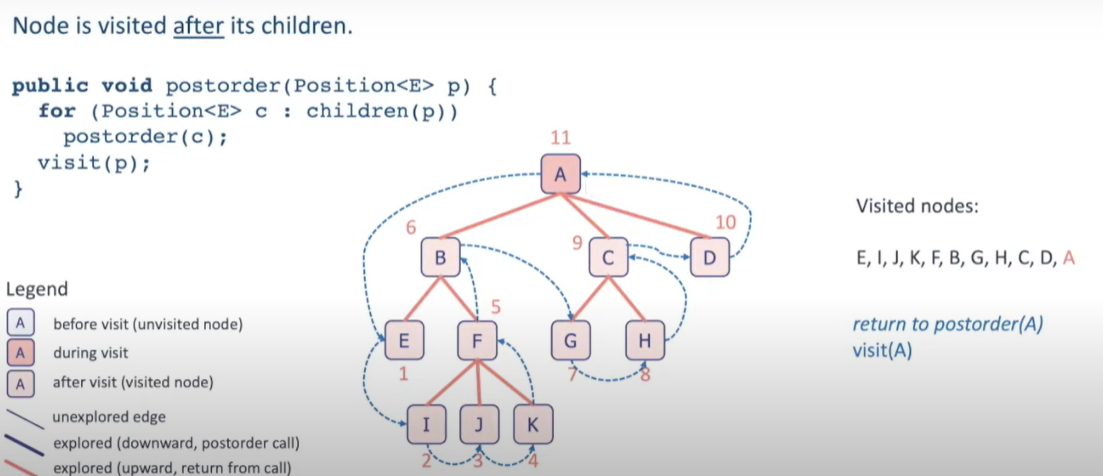 Node is visited after its children.
public void postorder(Position<E> p) {
for (Position<E> c : children(p))
postorder(c);
visit(p);
}
11
A
6
B
9
C
10
D
E
1
5
F
G
7
H
8
I
2
J
3
K
4
Visited nodes:
E, I, J, K, F, B, G, H, C, D, A
return to postorder(A)
visit(A)
Legend
A before visit (unvisited node)
A during visit
A after visit (visited node)
unexplored edge
explored (downward, postorder call)
explored (upward, return from call)